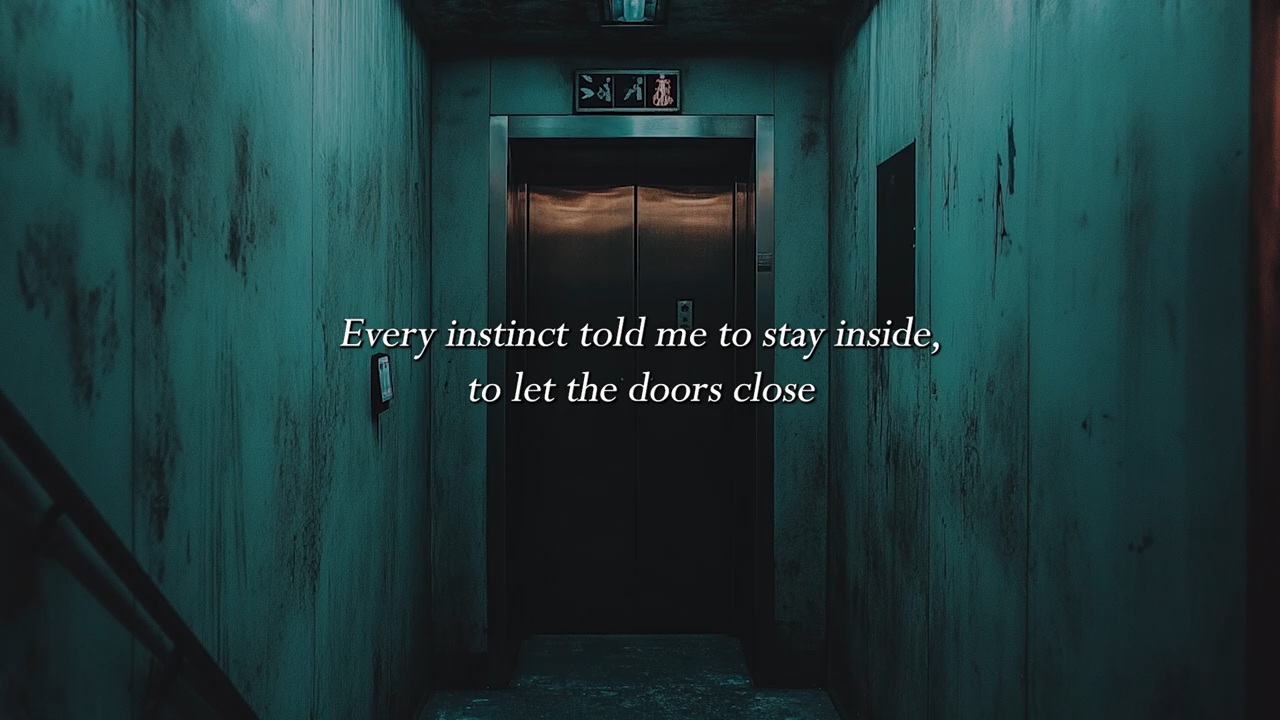 Every instinct told me to stay inside,
to let the doors close